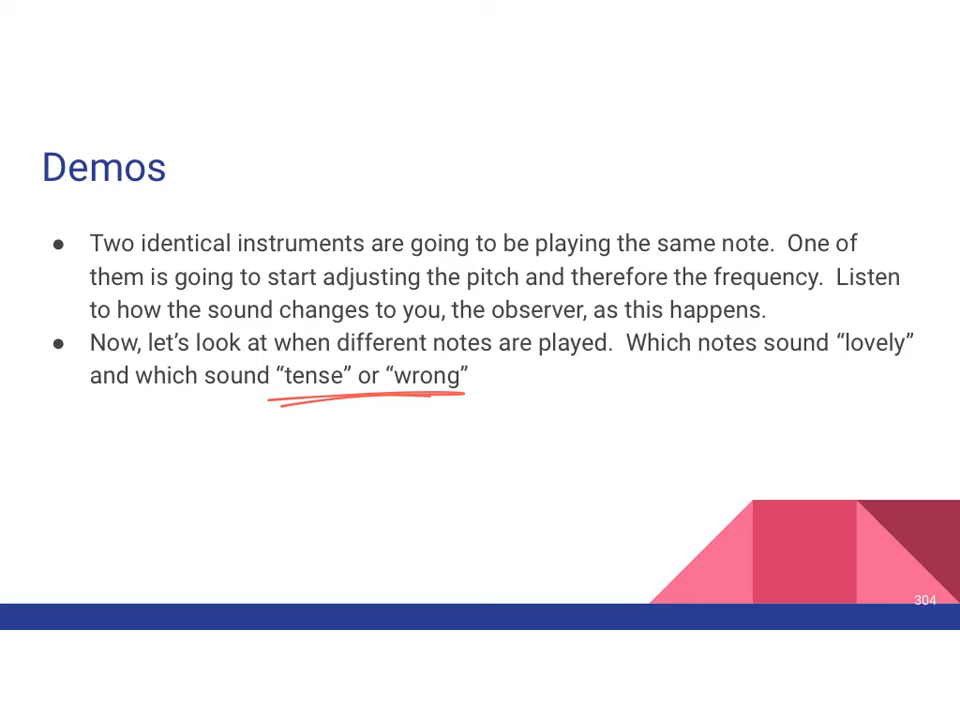 Demos
● Two identical instruments are going to be playing the same note.  One of
them is going to start adjusting the pitch and therefore the frequency.  Listen
to how the sound changes to you, the observer, as this happens.
● Now, let’s look at when different notes are played.  Which notes sound “lovely”
and which sound “tense” or “wrong”
304